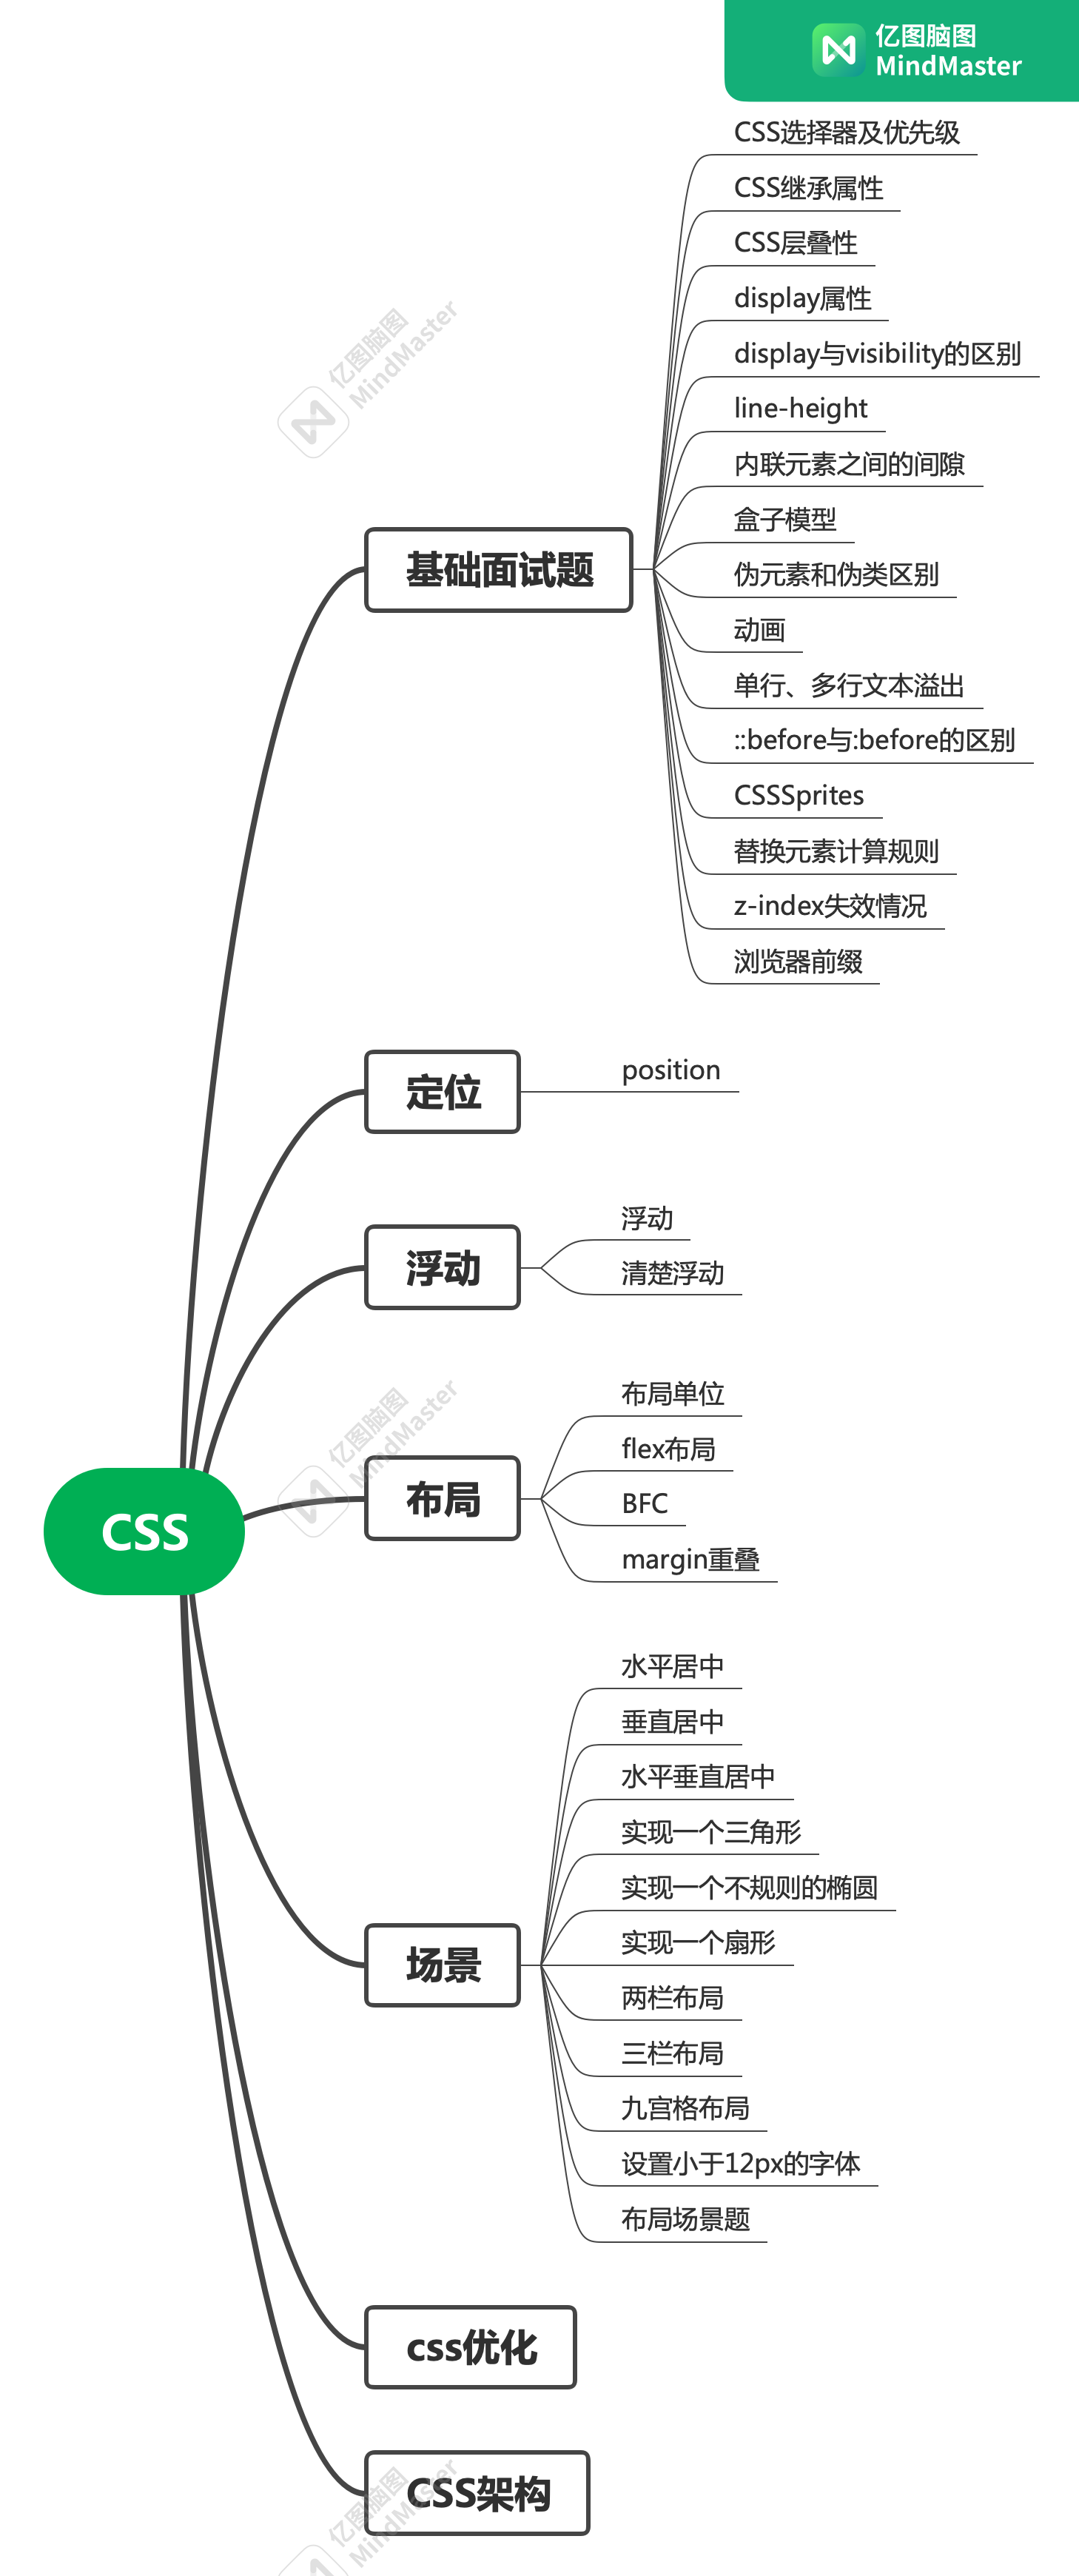 亿图脑图
MindMaster
CSS选择器及优先级
CSS继承属性
CSS层叠性
display属性
display与visibility的区别
line-height
内联元素之间的间隙
盒子模型
伪元素和伪类区别
动画
单行、多行文本溢出
::before与:before的区别
CSSSprites
替换元素计算规则
z-index失效情况
浏览器前缀
基础面试题
亿图脑图
MindMaster
定位
position
浮动
浮动
清楚浮动
布局
布局单位
flex布局
BFC
margin重叠
亿图脑图
MindMaster
CSS
场景
水平居中
垂直居中
水平垂直居中
实现一个三角形
实现一个不规则的椭圆
实现一个扇形
两栏布局
三栏布局
九宫格布局
设置小于12px的字体
布局场景题
css优化
CSS架构
亿图脑图
MindMaster